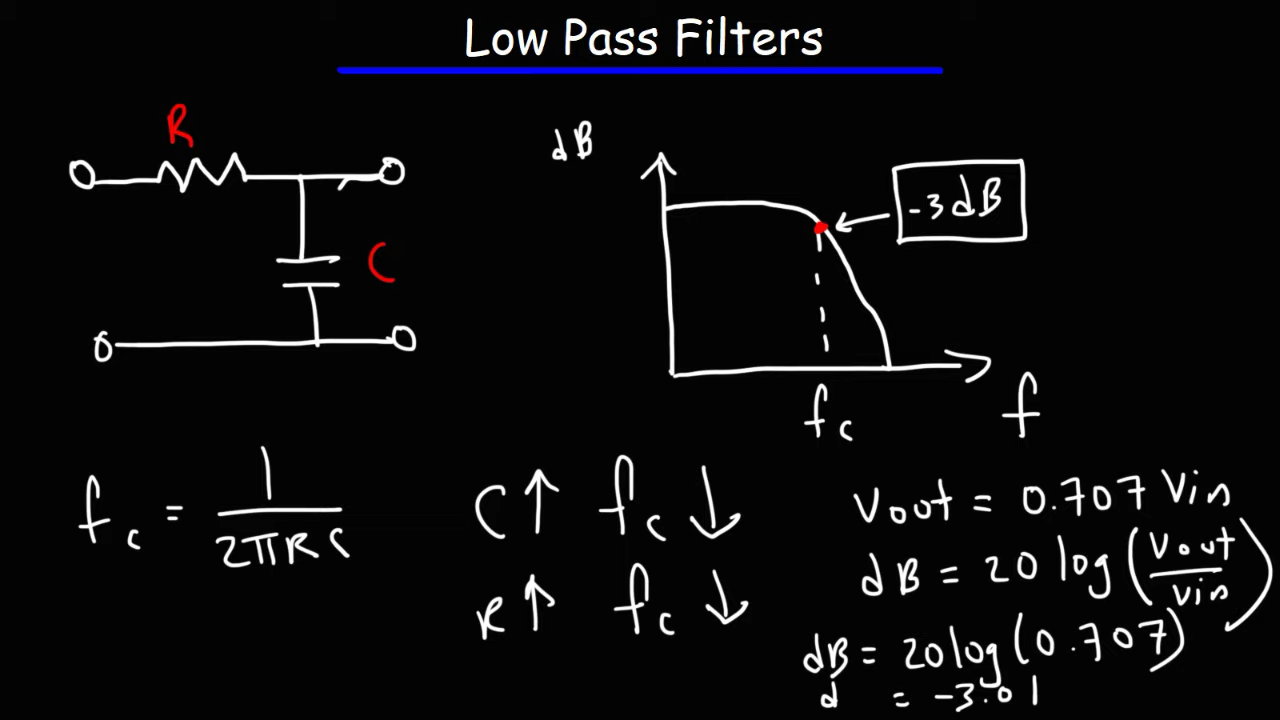 Low Pass Filters
R
C
dB
-3dB
fc
f
fc = 1/2πRC
C↑ fc↓
R↑ fc↓
Vout = 0.707 Vin
dB = 20 log (Vout/Vin)
dB = 20 log (0.707)
d = -3.01